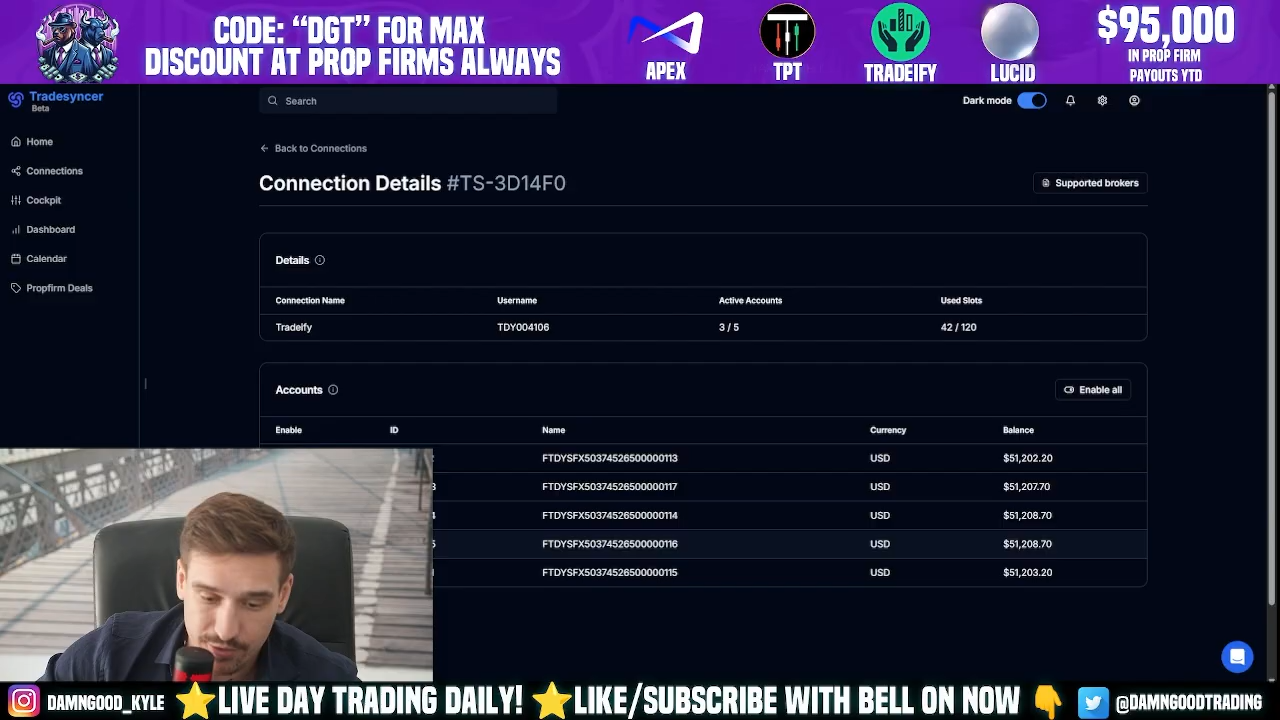 CODE: “DGT” FOR MAX
DISCOUNT AT PROP FIRMS ALWAYS
APEX
TPT
TRADEIFY
LUCID
$95,000
IN PROP FIRM
PAYOUTS YTD
Tradesyncer
Beta
Search
Dark mode
Home
Connections
Cockpit
Dashboard
Calendar
Propfirm Deals
Back to Connections
Connection Details #TS-3D14F0
Supported brokers
Details
Connection Name Username Active Accounts Used Slots
Tradeify TDY004106 3 / 5 42 / 120
Accounts
Enable all
Enable ID Name Currency Balance
FTDYSFX50374526500000113 USD $51,202.20
3 FTDYSFX50374526500000117 USD $51,207.70
4 FTDYSFX50374526500000114 USD $51,208.70
5 FTDYSFX50374526500000116 USD $51,208.70
FTDYSFX50374526500000115 USD $51,203.20
DAMNGOOD_KYLE
LIVE DAY TRADING DAILY! LIKE/SUBSCRIBE WITH BELL ON NOW
@DAMNGOODTRADING